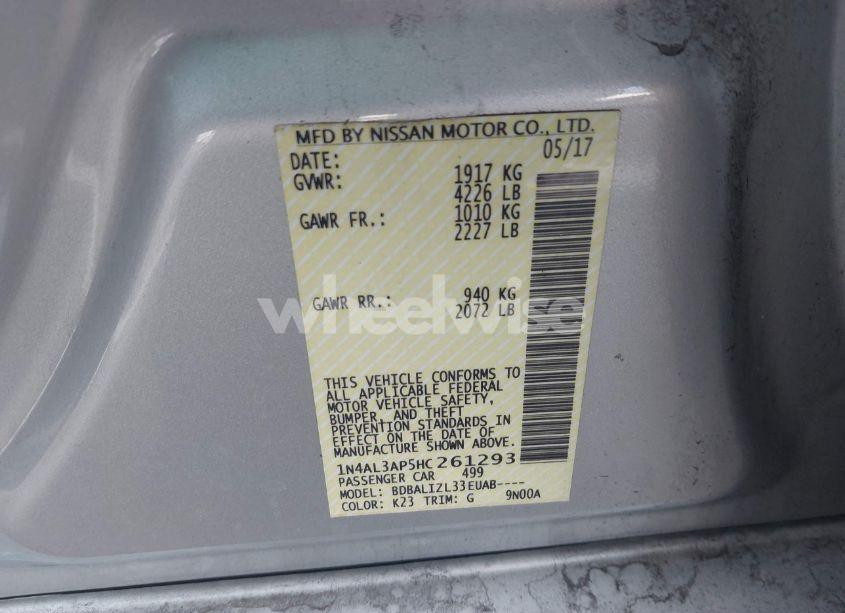 MFD BY NISSAN MOTOR CO., LTD.
DATE: 05/17
GVWR: 1917 KG
4226 LB
GAWR FR.: 1010 KG
2227 LB
GAWR RR.: 940 KG
2072 LB
wheelwise
THIS VEHICLE CONFORMS TO
ALL APPLICABLE FEDERAL
MOTOR VEHICLE SAFETY,
BUMPER, AND THEFT
PREVENTION STANDARDS IN
EFFECT ON THE DATE OF
MANUFACTURE SHOWN ABOVE.
1N4AL3AP5HC261293
PASSENGER CAR 499
MODEL: BDBALIZL33EUAB----
COLOR: K23 TRIM: G 9N00A